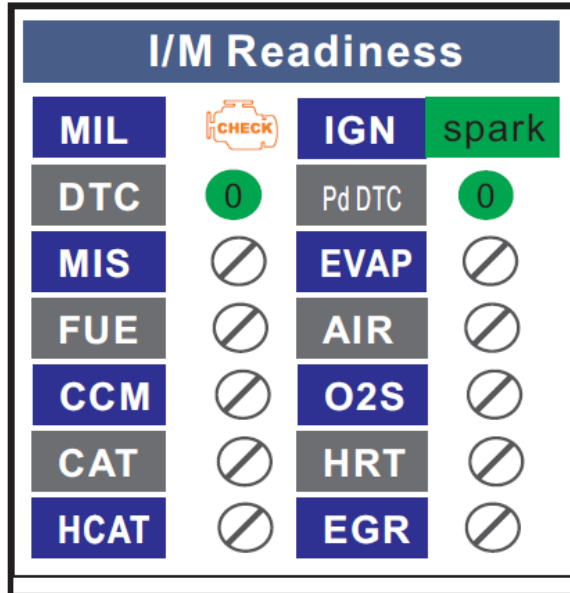 I/M Readiness
MIL CHECK IGN spark
DTC 0 Pd DTC 0
MIS EVAP
FUE AIR
CCM O2S
CAT HRT
HCAT EGR